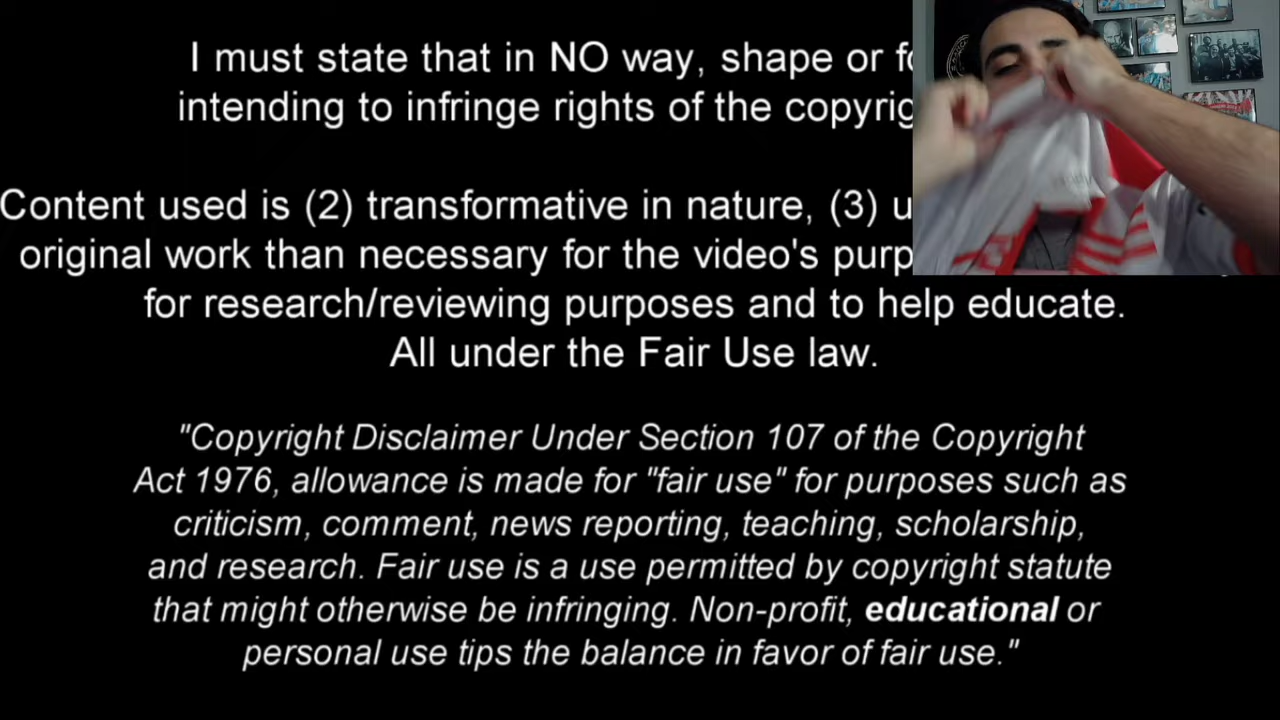 I must state that in NO way, shape or
intending to infringe rights of the
Content used is (2) transformative in nature, (3)
original work than necessary for the video's
for research/reviewing purposes and to help educate.
All under the Fair Use law.
"Copyright Disclaimer Under Section 107 of the Copyright
Act 1976, allowance is made for "fair use" for purposes such as
criticism, comment, news reporting, teaching, scholarship,
and research. Fair use is a use permitted by copyright statute
that might otherwise be infringing. Non-profit, educational or
personal use tips the balance in favor of fair use."